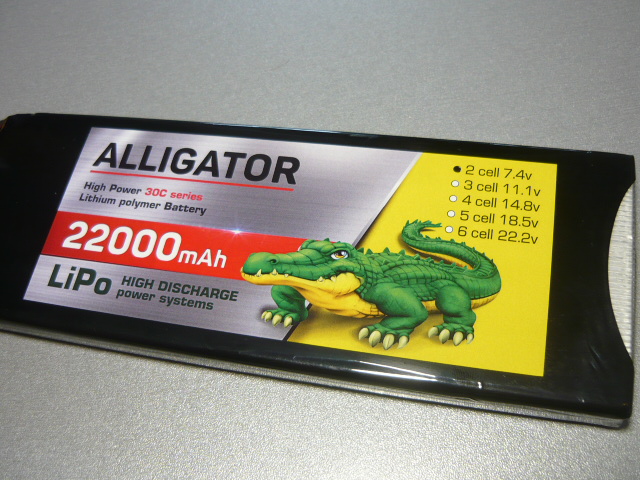 ALLIGATOR
High Power 30C series
Lithium polymer Battery
22000mAh
LiPo HIGH DISCHARGE
power systems
2 cell 7.4v
3 cell 11.1v
4 cell 14.8v
5 cell 18.5v
6 cell 22.2v